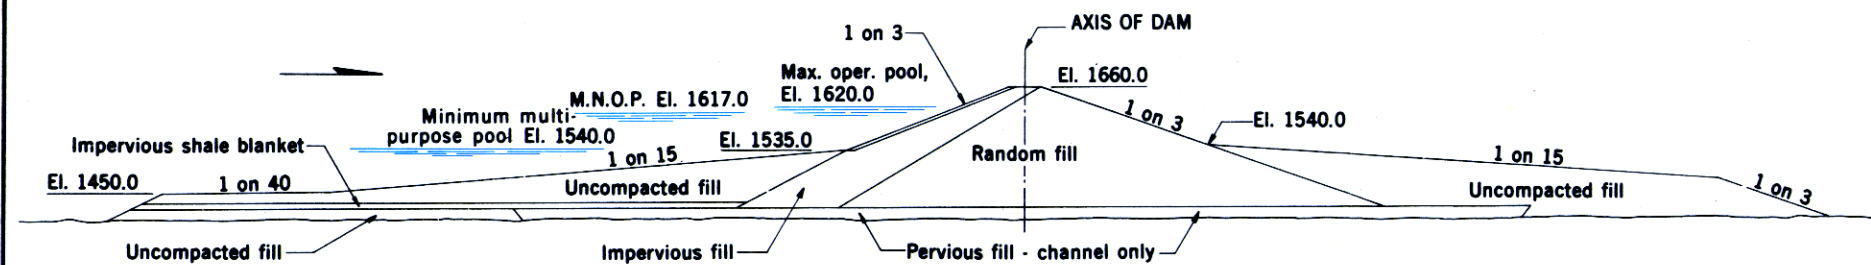 AXIS OF DAM
1 on 3
Max. oper. pool,
El. 1620.0
El. 1660.0
M.N.O.P. El. 1617.0
Minimum multi-
purpose pool El. 1540.0
1 on 3
El. 1540.0
Impervious shale blanket
El. 1535.0
1 on 15
Random fill
1 on 15
El. 1450.0
1 on 40
Uncompacted fill
Uncompacted fill
1 on 3
Uncompacted fill
Impervious fill
Pervious fill - channel only